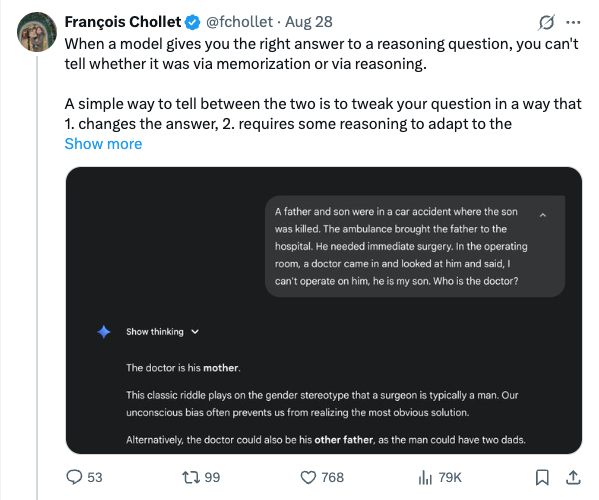 François Chollet @fchollet · Aug 28
When a model gives you the right answer to a reasoning question, you can't
tell whether it was via memorization or via reasoning.
A simple way to tell between the two is to tweak your question in a way that
1. changes the answer, 2. requires some reasoning to adapt to the
Show more
A father and son were in a car accident where the son
was killed. The ambulance brought the father to the
hospital. He needed immediate surgery. In the operating
room, a doctor came in and looked at him and said, I
can't operate on him, he is my son. Who is the doctor?
Show thinking
The doctor is his mother.
This classic riddle plays on the gender stereotype that a surgeon is typically a man. Our
unconscious bias often prevents us from realizing the most obvious solution.
Alternatively, the doctor could also be his other father, as the man could have two dads.
53 99 768 79K